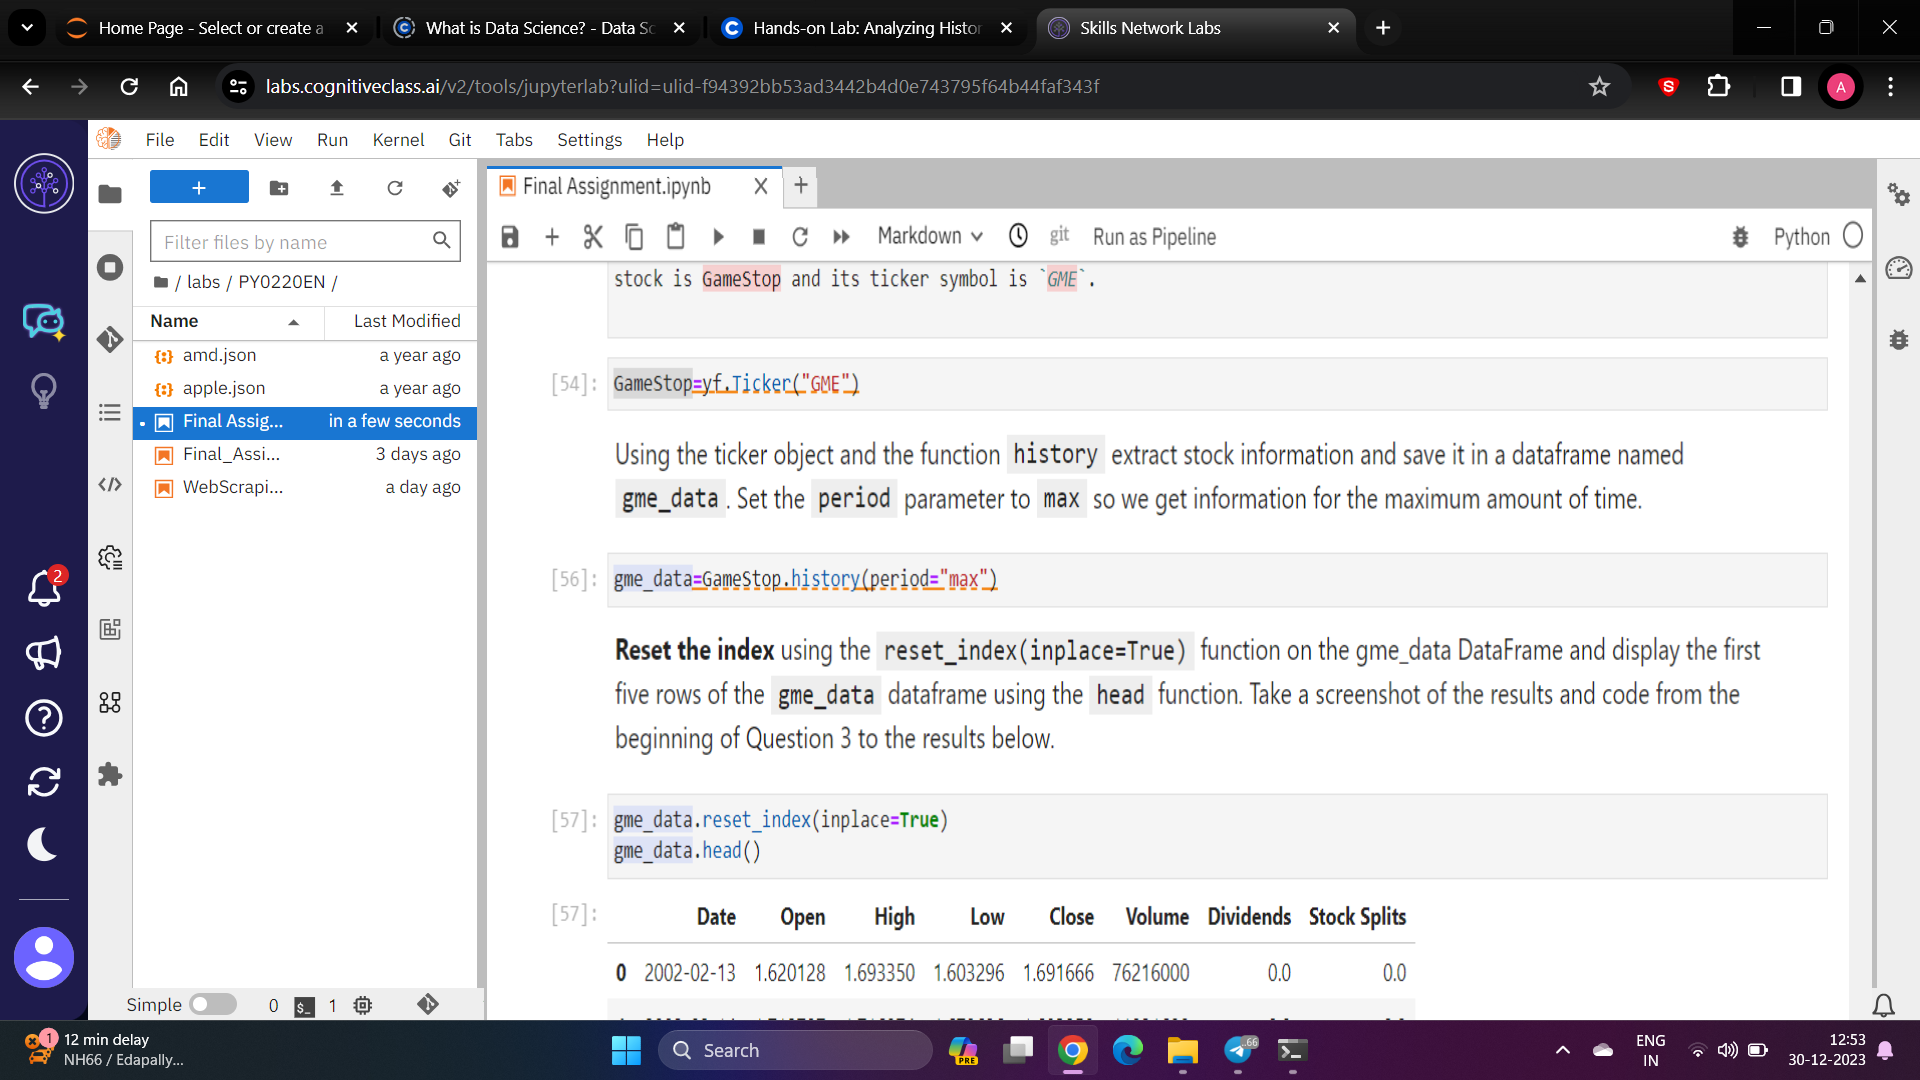 Home Page - Select or create a
What is Data Science? - Data Sc
Hands-on Lab: Analyzing Histor
Skills Network Labs
labs.cognitiveclass.ai/v2/tools/jupyterlab?ulid=ulid-f94392bb53ad3442b4d0e743795f64b44faf343f
S
A
File Edit View Run Kernel Git Tabs Settings Help
Filter files by name
/ labs / PY0220EN /
Name Last Modified
amd.json a year ago
apple.json a year ago
Final Assig... in a few seconds
Final_Assi... 3 days ago
WebScrapi... a day ago
2
Simple 0 $_ 1
Final Assignment.ipynb
Markdown git Run as Pipeline Python
stock is GameStop and its ticker symbol is `GME`.
[54]: GameStop=yf.Ticker("GME")
Using the ticker object and the function history extract stock information and save it in a dataframe named
gme_data . Set the period parameter to max so we get information for the maximum amount of time.
[56]: gme_data=GameStop.history(period="max")
Reset the index using the reset_index(inplace=True) function on the gme_data DataFrame and display the first
five rows of the gme_data dataframe using the head function. Take a screenshot of the results and code from the
beginning of Question 3 to the results below.
[57]: gme_data.reset_index(inplace=True)
gme_data.head()
[57]: Date Open High Low Close Volume Dividends Stock Splits
0 2002-02-13 1.620128 1.693350 1.603296 1.691666 76216000 0.0 0.0
1
12 min delay
NH66 / Edapally...
Search
PRE
66
ENG
IN
12:53
30-12-2023